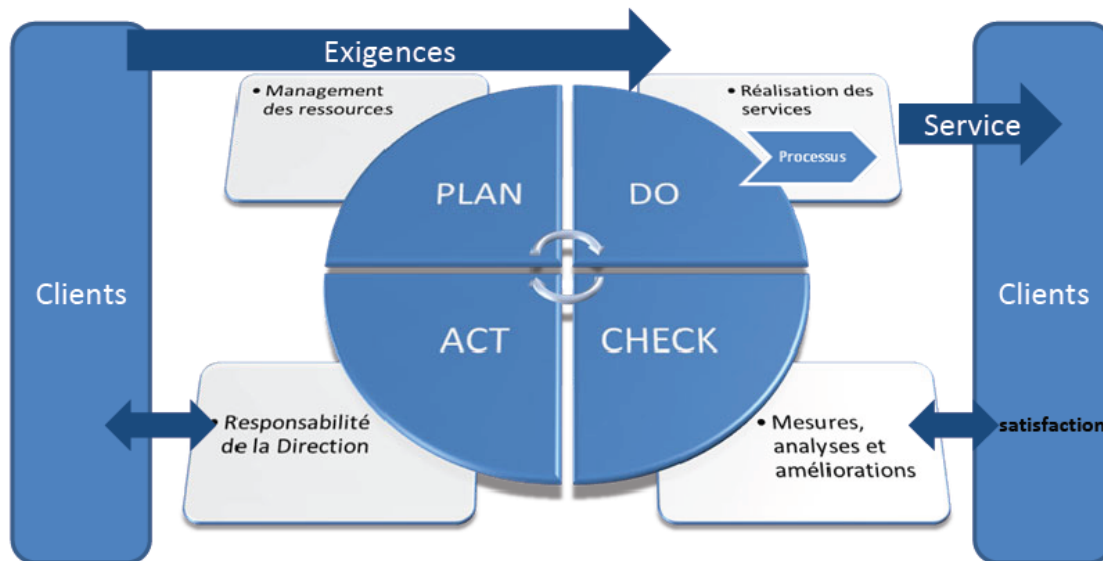 Exigences
• Management
des ressources
• Réalisation des
services
Processus
Service
PLAN
DO
Clients
Clients
ACT
CHECK
• Responsabilité
de la Direction
• Mesures,
analyses et
améliorations
satisfaction